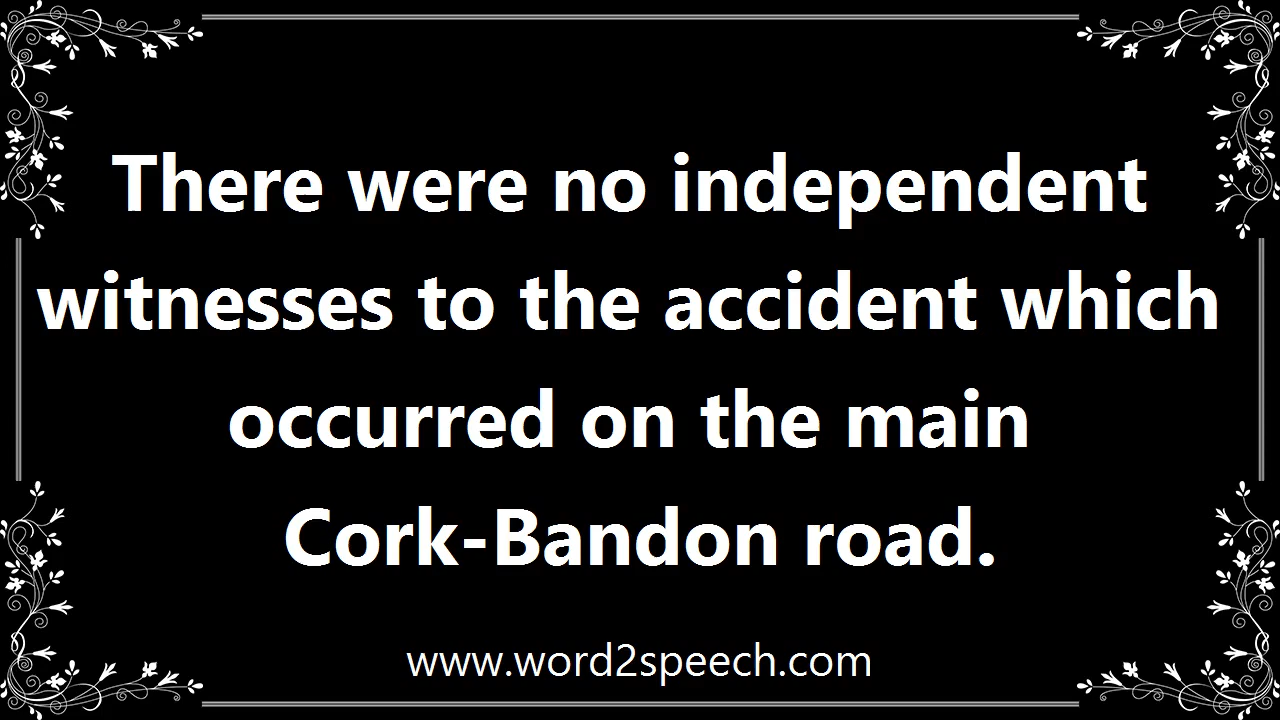 There were no independent
witnesses to the accident which
occurred on the main
Cork-Bandon road.
www.word2speech.com